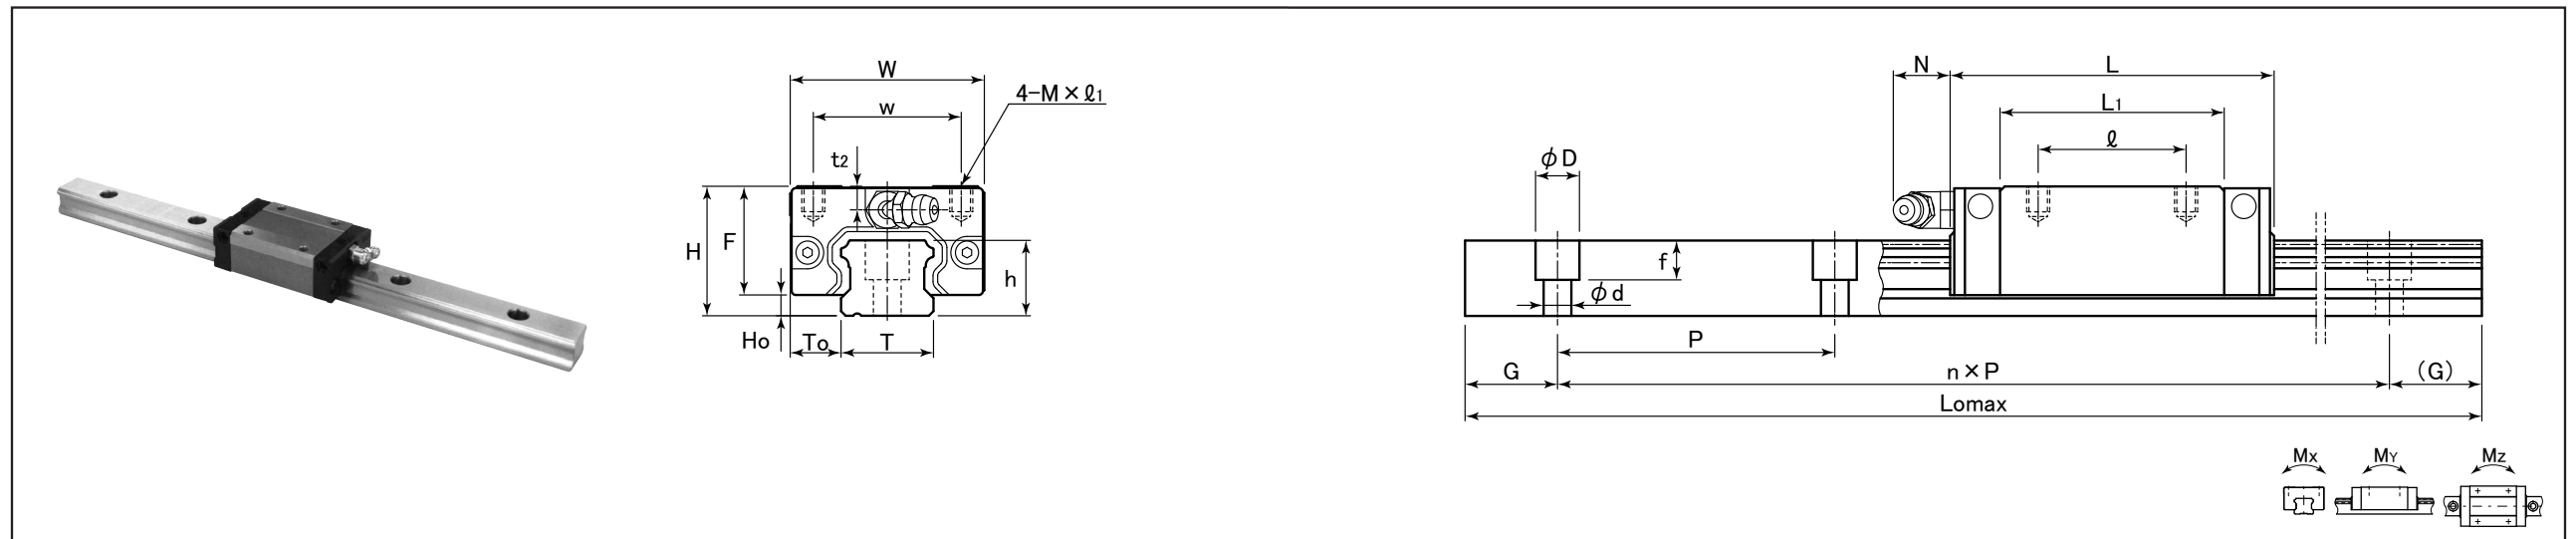 W
w
4-M×ℓ1
t2
H
F
h
Ho
To
T
N
L
L1
ℓ
φD
f
φd
P
G
n×P
(G)
Lomax
Mx
MY
Mz